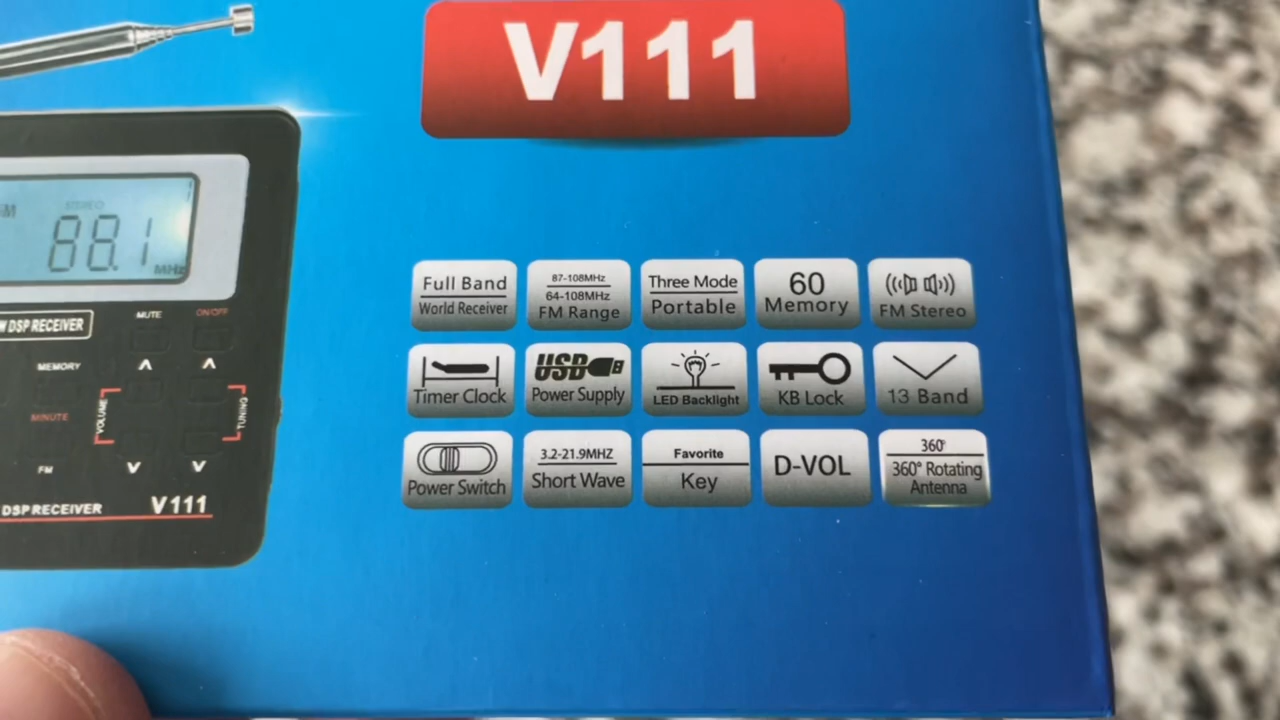 V111
STEREO
88.1
MHz
DSP RECEIVER
MUTE
ON/OFF
MEMORY
MINUTE
VOLUME
TUNING
FM
DSP RECEIVER
V111
Full Band
World Receiver
87-108MHz
64-108MHz
FM Range
Three Mode
Portable
60
Memory
FM Stereo
Timer Clock
USB
Power Supply
LED Backlight
KB Lock
13 Band
Power Switch
3.2-21.9MHZ
Short Wave
Favorite
Key
D-VOL
360°
360° Rotating
Antenna